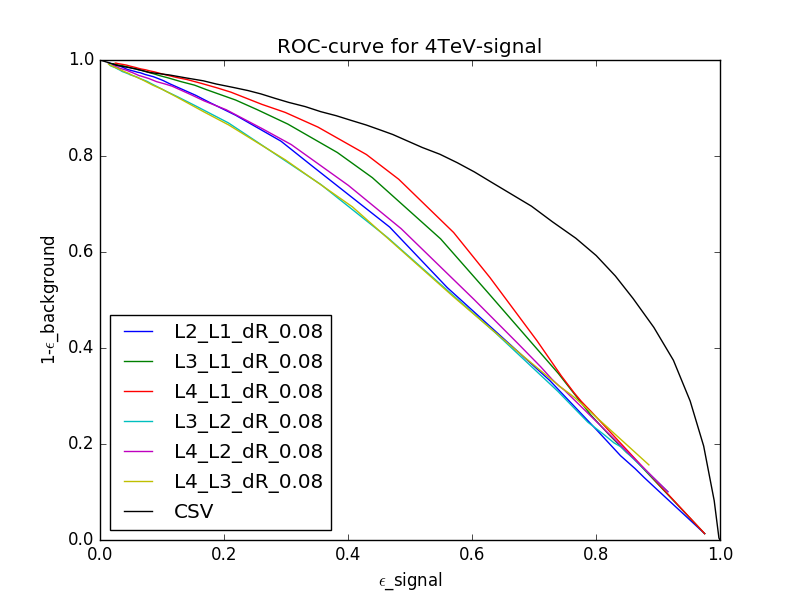 ROC-curve for 4TeV-signal
1.0
0.8
0.6
0.4
0.2
0.0
1-ϵ_background
L2_L1_dR_0.08
L3_L1_dR_0.08
L4_L1_dR_0.08
L3_L2_dR_0.08
L4_L2_dR_0.08
L4_L3_dR_0.08
CSV
0.0 0.2 0.4 0.6 0.8 1.0
ϵ_signal